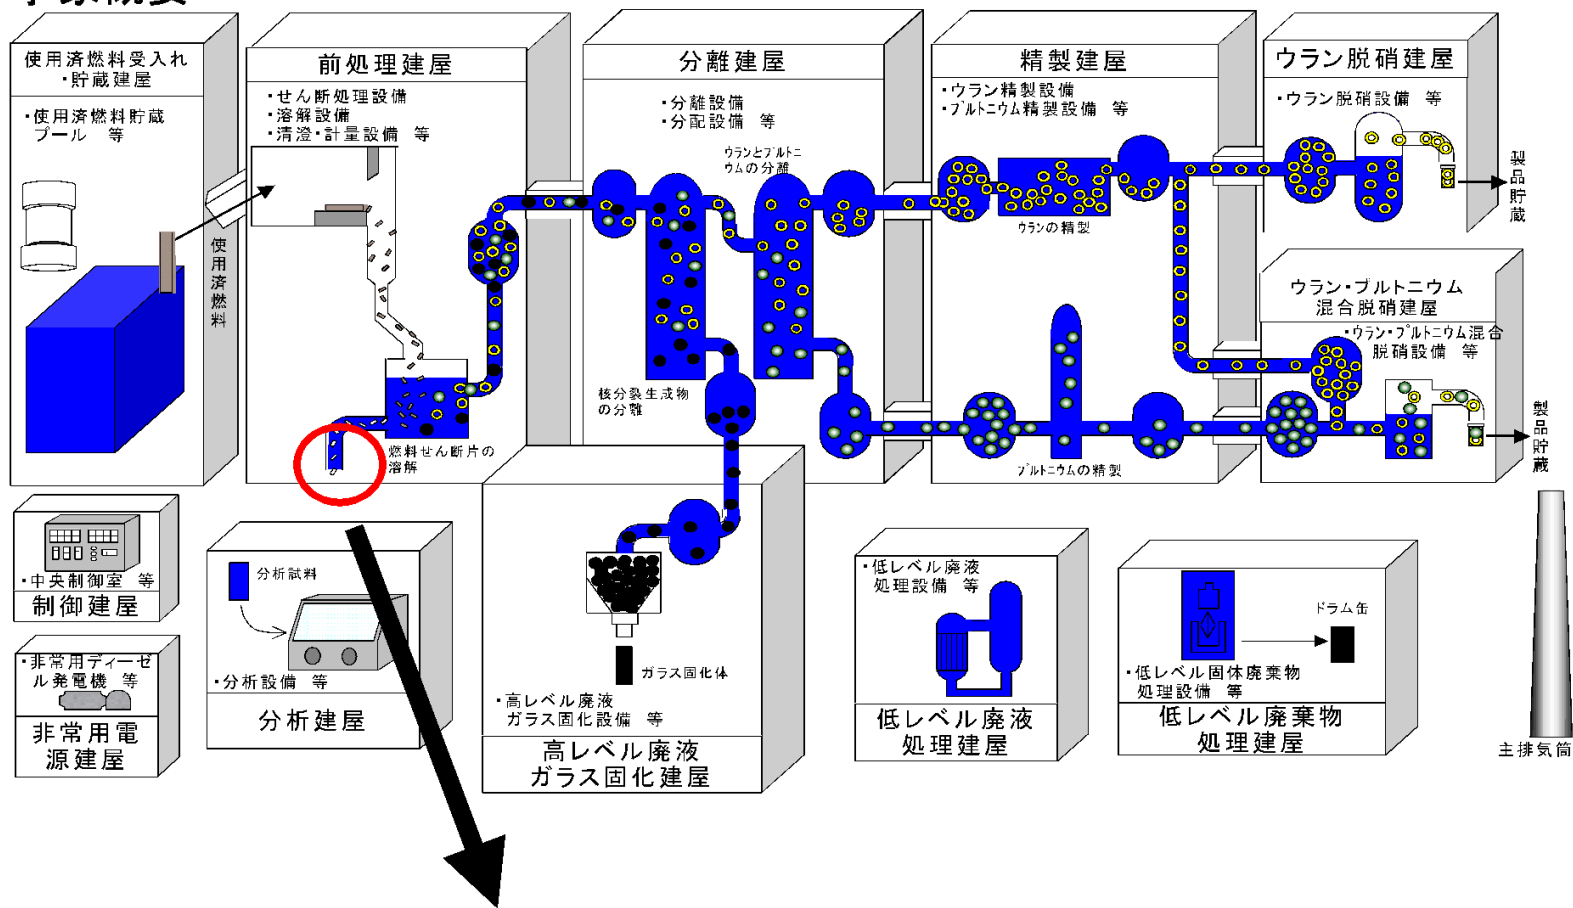 事象概要
使用済燃料受入れ
・貯蔵建屋
・使用済燃料貯蔵
プール　等
使用済燃料
前処理建屋
・せん断処理設備
・溶解設備
・清澄・計量設備　等
燃料せん断片の
溶解
分離建屋
・分離設備
・分配設備　等
ウランとプルトニ
ウムの分離
核分裂生成物
の分離
精製建屋
・ウラン精製設備
・プルトニウム精製設備　等
ウランの精製
プルトニウムの精製
ウラン脱硝建屋
・ウラン脱硝設備　等
製品貯蔵
ウラン・プルトニウム
混合脱硝建屋
・ウラン・プルトニウム混合
脱硝設備　等
製品貯蔵
・中央制御室　等
制御建屋
・非常用ディーゼ
ル発電機　等
非常用電
源建屋
分析試料
・分析設備　等
分析建屋
ガラス固化体
・高レベル廃液
ガラス固化設備　等
高レベル廃液
ガラス固化建屋
・低レベル廃液
処理設備　等
低レベル廃液
処理建屋
ドラム缶
・低レベル固体廃棄物
処理設備　等
低レベル廃棄物
処理建屋
主排気筒